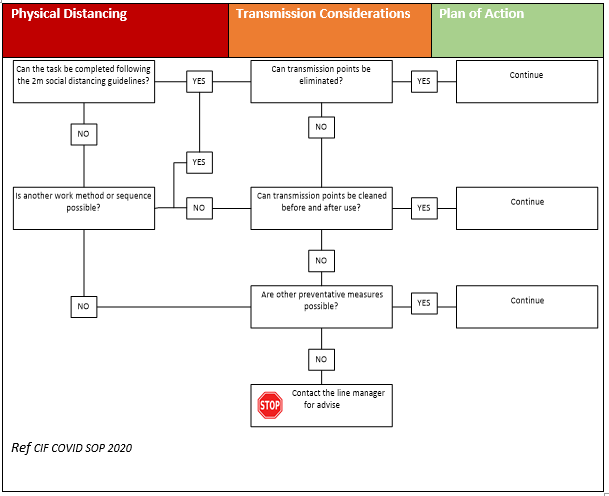 Physical Distancing
Transmission Considerations
Plan of Action
Can the task be completed following
the 2m social distancing guidelines?
YES
Can transmission points be
eliminated?
YES
Continue
NO
NO
YES
Is another work method or sequence
possible?
NO
Can transmission points be cleaned
before and after use?
YES
Continue
NO
NO
Are other preventative measures
possible?
YES
Continue
NO
STOP
Contact the line manager
for advise
Ref CIF COVID SOP 2020